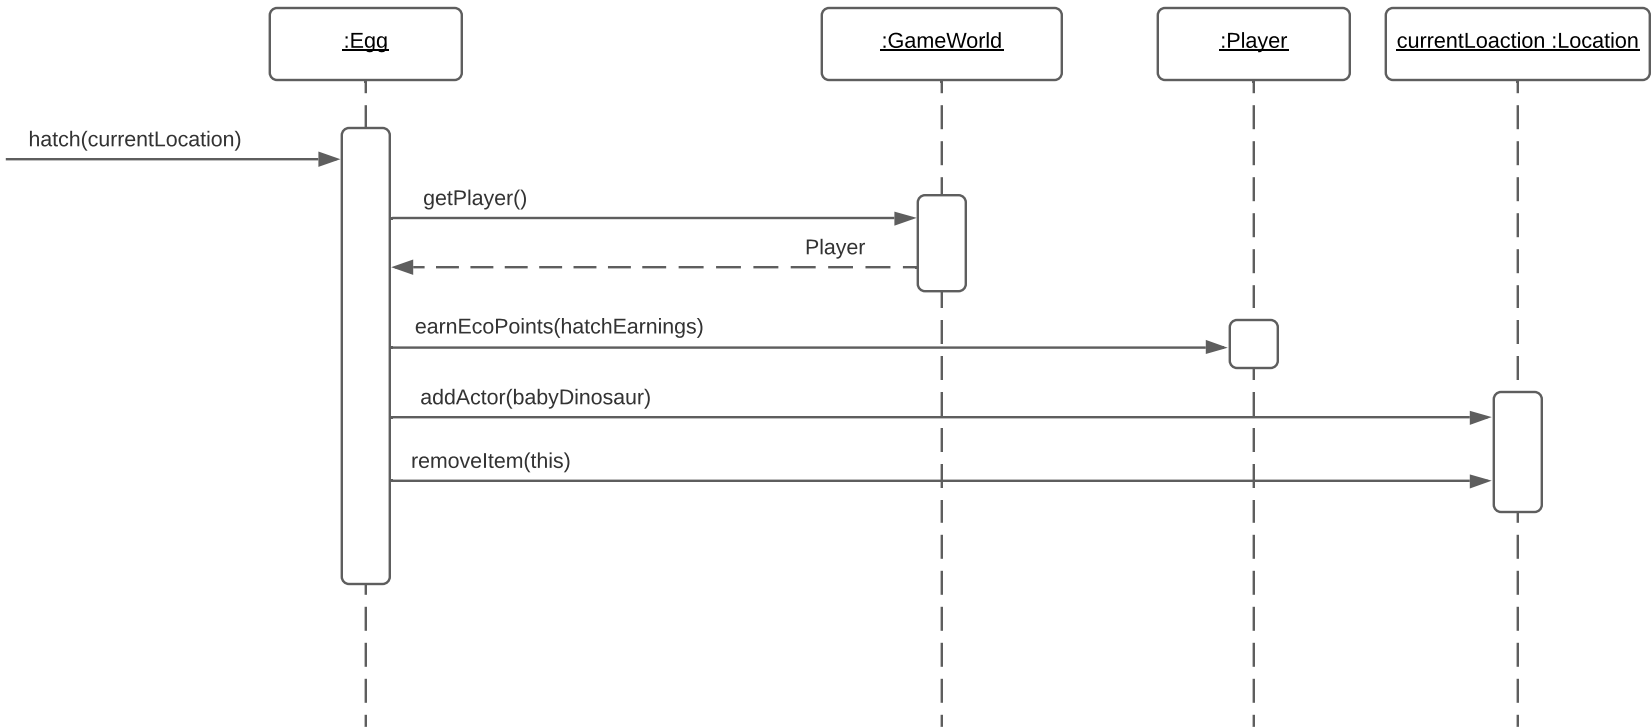 :Egg
:GameWorld
:Player
currentLoaction :Location
hatch(currentLocation)
getPlayer()
Player
earnEcoPoints(hatchEarnings)
addActor(babyDinosaur)
removeItem(this)